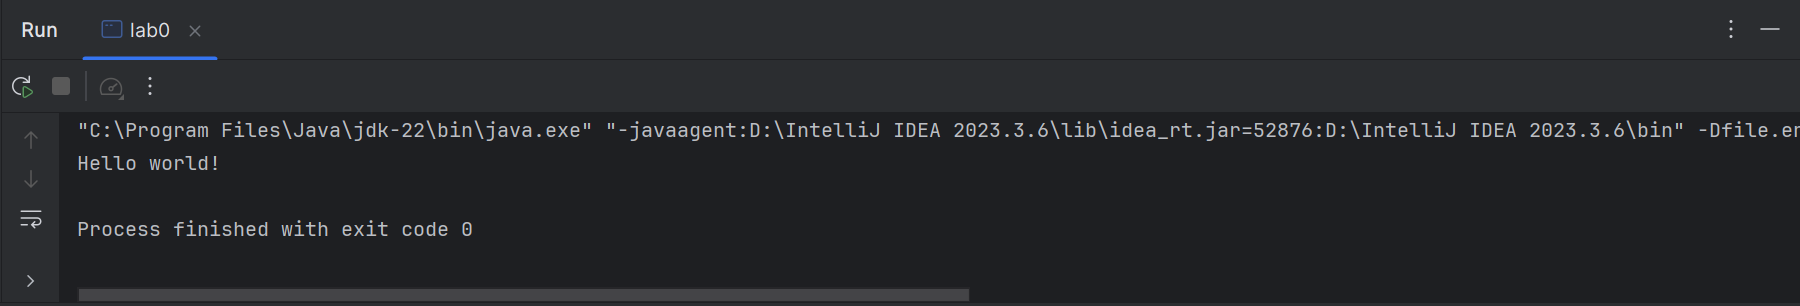 Run lab0
"C:\Program Files\Java\jdk-22\bin\java.exe" "-javaagent:D:\IntelliJ IDEA 2023.3.6\lib\idea_rt.jar=52876:D:\IntelliJ IDEA 2023.3.6\bin" -Dfile.en
Hello world!
Process finished with exit code 0